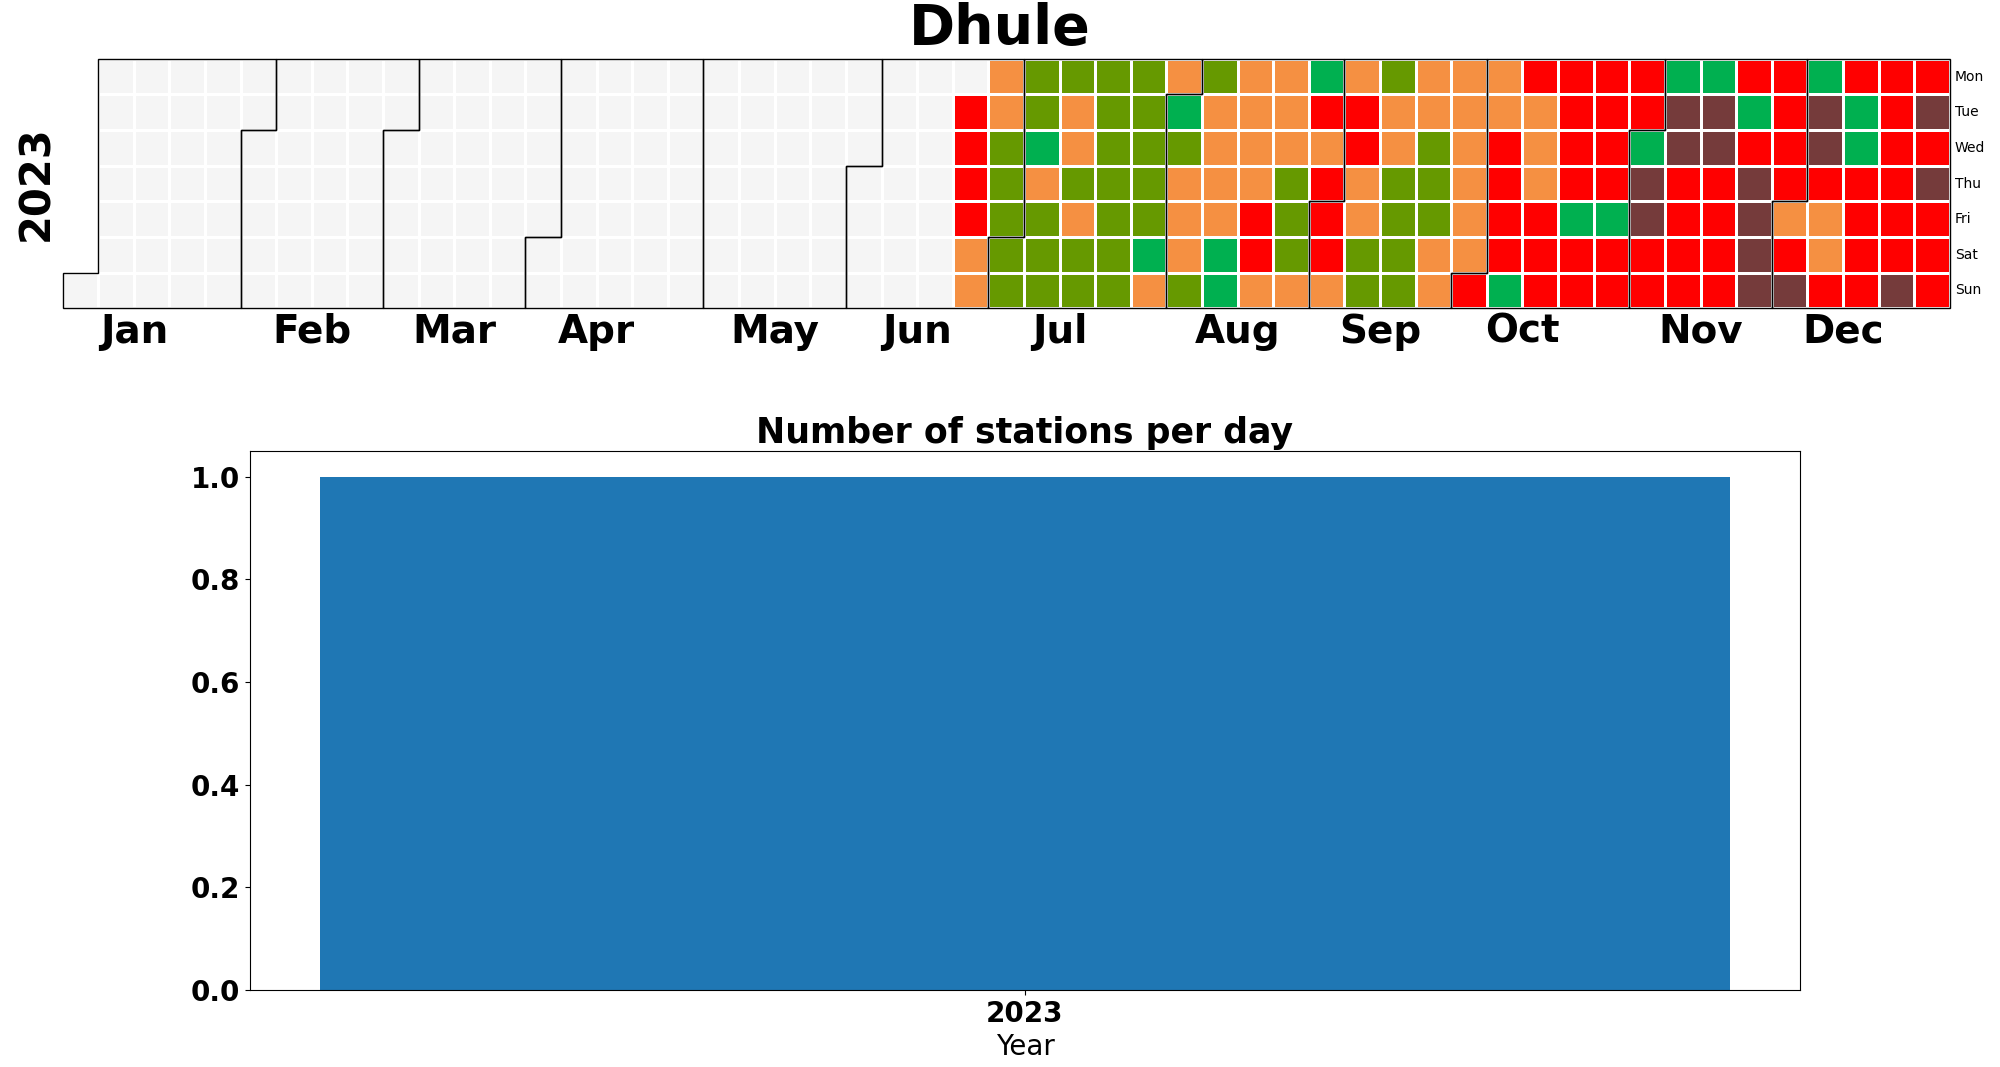 Dhule
2023
Mon
Tue
Wed
Thu
Fri
Sat
Sun
Jan Feb Mar Apr May Jun Jul Aug Sep Oct Nov Dec
Number of stations per day
1.0
0.8
0.6
0.4
0.2
0.0
2023
Year